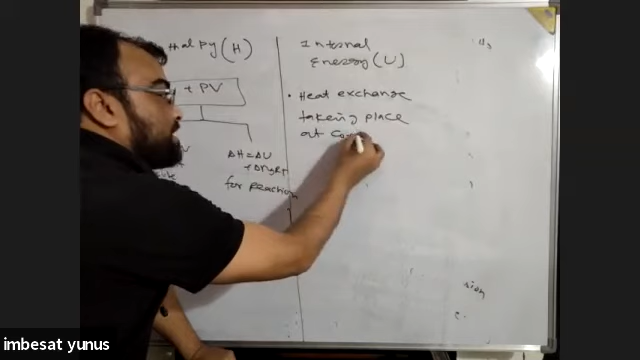 thalpy (H)
+ PV
ΔH = ΔU
+ ΔngRT
for reaction
Internal
Energy (U)
• Heat exchange
taking place
at co
imbesat yunus